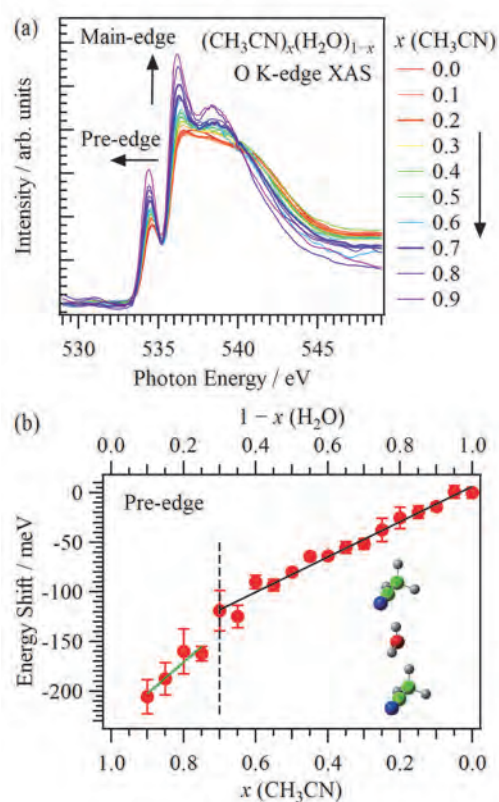 (a)
(CH₃CN)ₓ(H₂O)₁₋ₓ
O K-edge XAS
Main-edge
Pre-edge
x (CH₃CN)
0.0
0.1
0.2
0.3
0.4
0.5
0.6
0.7
0.8
0.9
Intensity / arb. units
530 535 540 545
Photon Energy / eV
(b)
1 − x (H₂O)
0.0 0.2 0.4 0.6 0.8 1.0
Pre-edge
Energy Shift / meV
0
-50
-100
-150
-200
1.0 0.8 0.6 0.4 0.2 0.0
x (CH₃CN)